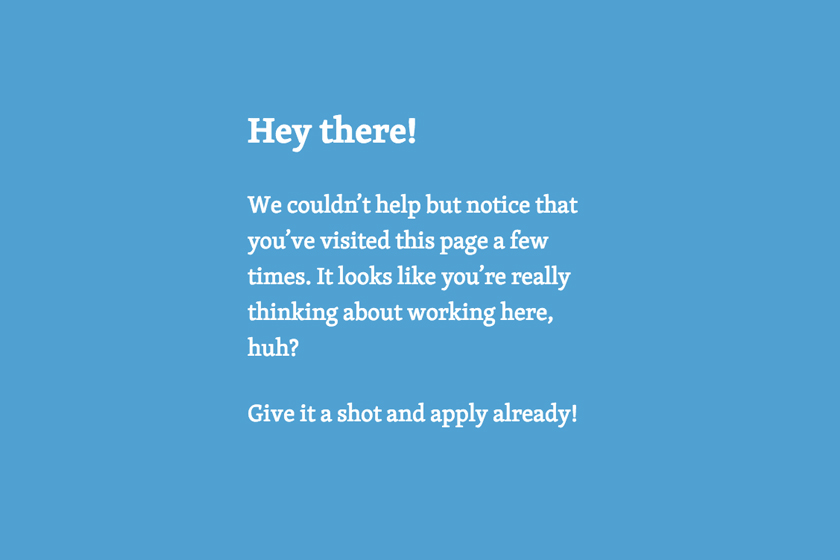 Hey there!
We couldn’t help but notice that
you’ve visited this page a few
times. It looks like you’re really
thinking about working here,
huh?
Give it a shot and apply already!